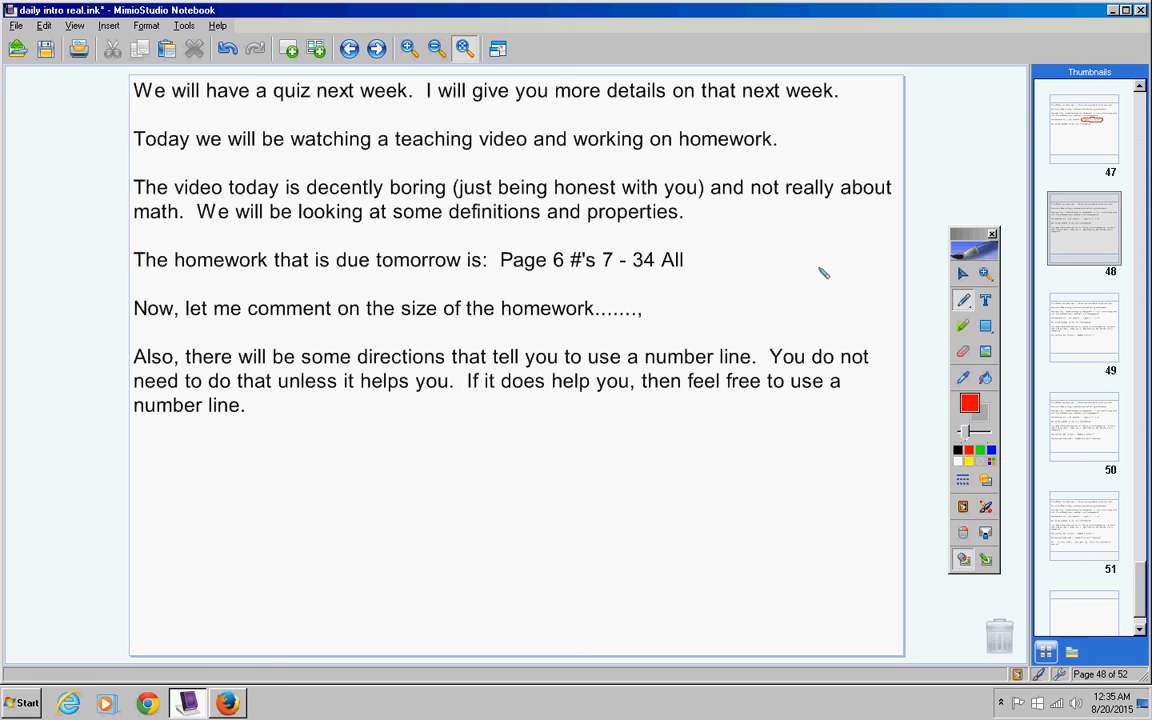 daily intro real.ink* - MimioStudio Notebook
File Edit View Insert Format Tools Help
We will have a quiz next week.  I will give you more details on that next week.
Today we will be watching a teaching video and working on homework.
The video today is decently boring (just being honest with you) and not really about
math.  We will be looking at some definitions and properties.
The homework that is due tomorrow is:  Page 6 #'s 7 - 34 All
Now, let me comment on the size of the homework.......,
Also, there will be some directions that tell you to use a number line.  You do not
need to do that unless it helps you.  If it does help you, then feel free to use a
number line.
Thumbnails
47
48
49
50
51
Page 48 of 52
Start
12:35 AM
8/20/2015